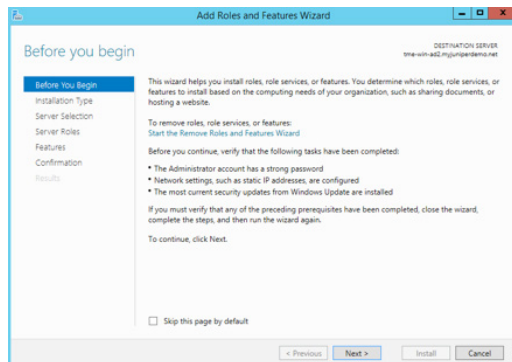 Add Roles and Features Wizard
Before you begin
DESTINATION SERVER
tme-win-ad2.myjuniperdemo.net
Before You Begin
Installation Type
Server Selection
Server Roles
Features
Confirmation
Results
This wizard helps you install roles, role services, or features. You determine which roles, role services, or
features to install based on the computing needs of your organization, such as sharing documents, or
hosting a website.
To remove roles, role services, or features:
Start the Remove Roles and Features Wizard
Before you continue, verify that the following tasks have been completed:
• The Administrator account has a strong password
• Network settings, such as static IP addresses, are configured
• The most current security updates from Windows Update are installed
If you must verify that any of the preceding prerequisites have been completed, close the wizard,
complete the steps, and then run the wizard again.
To continue, click Next.
Skip this page by default
< Previous
Next >
Install
Cancel